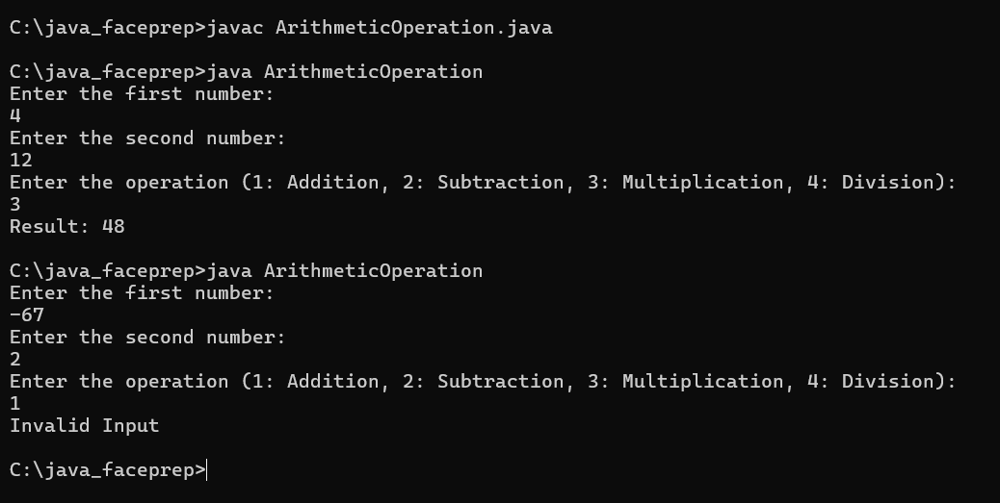 C:\java_faceprep>javac ArithmeticOperation.java
C:\java_faceprep>java ArithmeticOperation
Enter the first number:
4
Enter the second number:
12
Enter the operation (1: Addition, 2: Subtraction, 3: Multiplication, 4: Division):
3
Result: 48
C:\java_faceprep>java ArithmeticOperation
Enter the first number:
-67
Enter the second number:
2
Enter the operation (1: Addition, 2: Subtraction, 3: Multiplication, 4: Division):
1
Invalid Input
C:\java_faceprep>